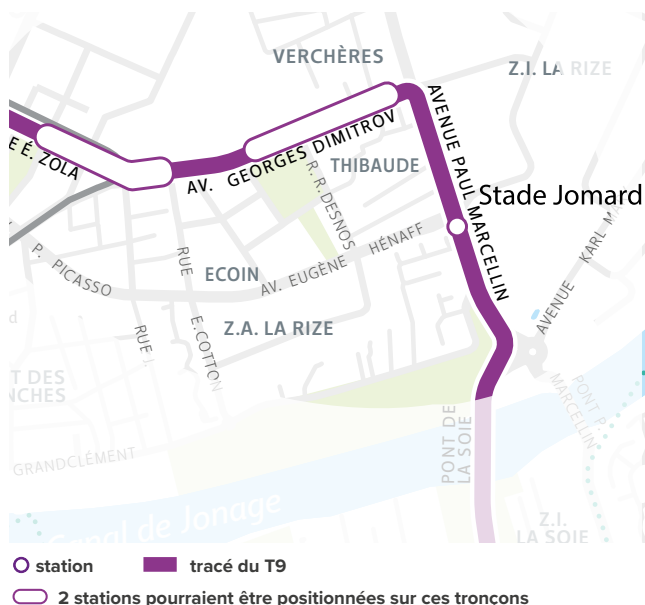 VERCHÈRES
Z.I. LA RIZE
E É. ZOLA
AV. GEORGES DIMITROV
AVENUE PAUL MARCELLIN
THIBAUDE
R. R. DESNOS
Stade Jomard
P. PICASSO
RUE
E. COTTON
ECOIN
AV. EUGÈNE HÉNAFF
AVENUE KARL MA
Z.A. LA RIZE
RUE J.
T DES
NCHES
PONT P.
MARCELLIN
GRANDCLÉMENT
PONT DE
LA SOIE
Canal de Jonage
Z.I.
LA SOIE
station
tracé du T9
2 stations pourraient être positionnées sur ces tronçons